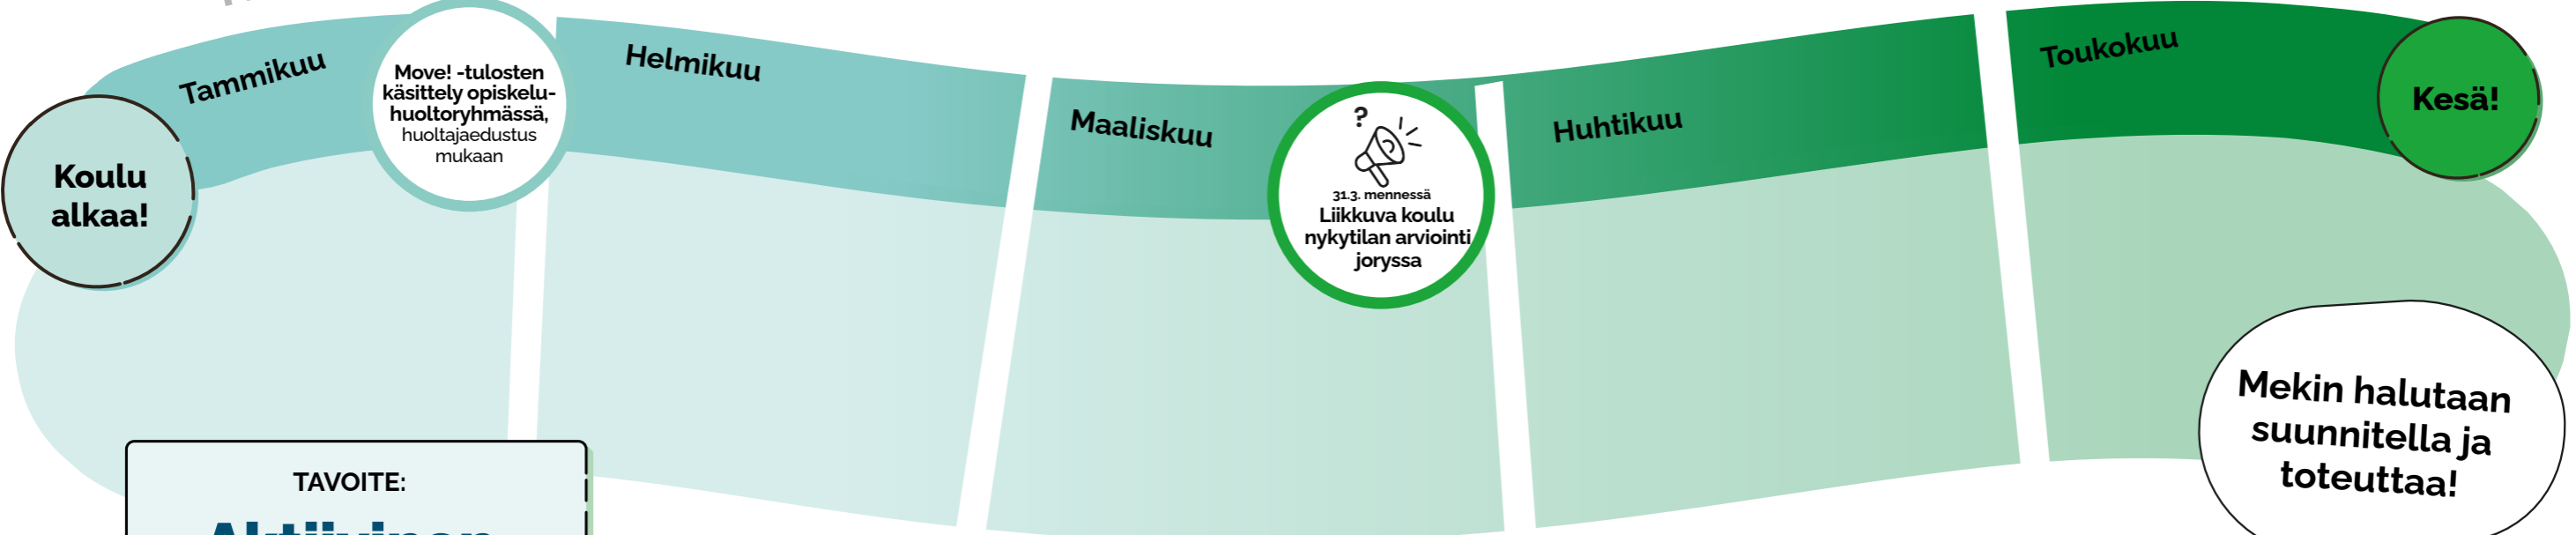 Koulu
alkaa!
Tammikuu
Move! -tulosten
käsittely opiskelu-
huoltoryhmässä,
huoltajaedustus
mukaan
Helmikuu
Maaliskuu
?
31.3. mennessä
Liikkuva koulu
nykytilan arviointi
joryssa
Huhtikuu
Toukokuu
Kesä!
Mekin halutaan
suunnitella ja
toteuttaa!
TAVOITE: